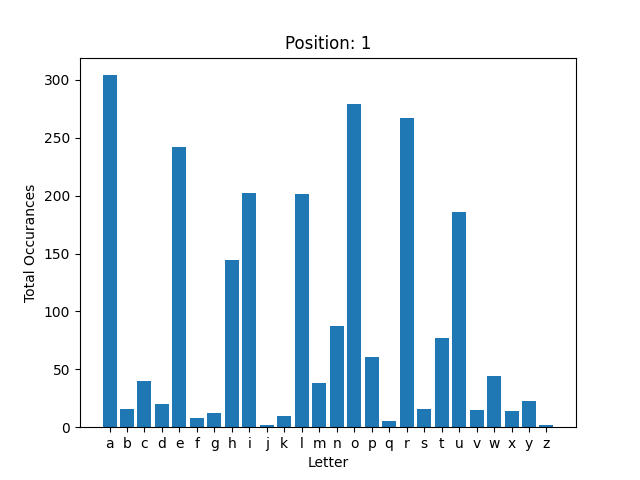 Position: 1
Total Occurances
300
250
200
150
100
50
0
a b c d e f g h i j k l m n o p q r s t u v w x y z
Letter